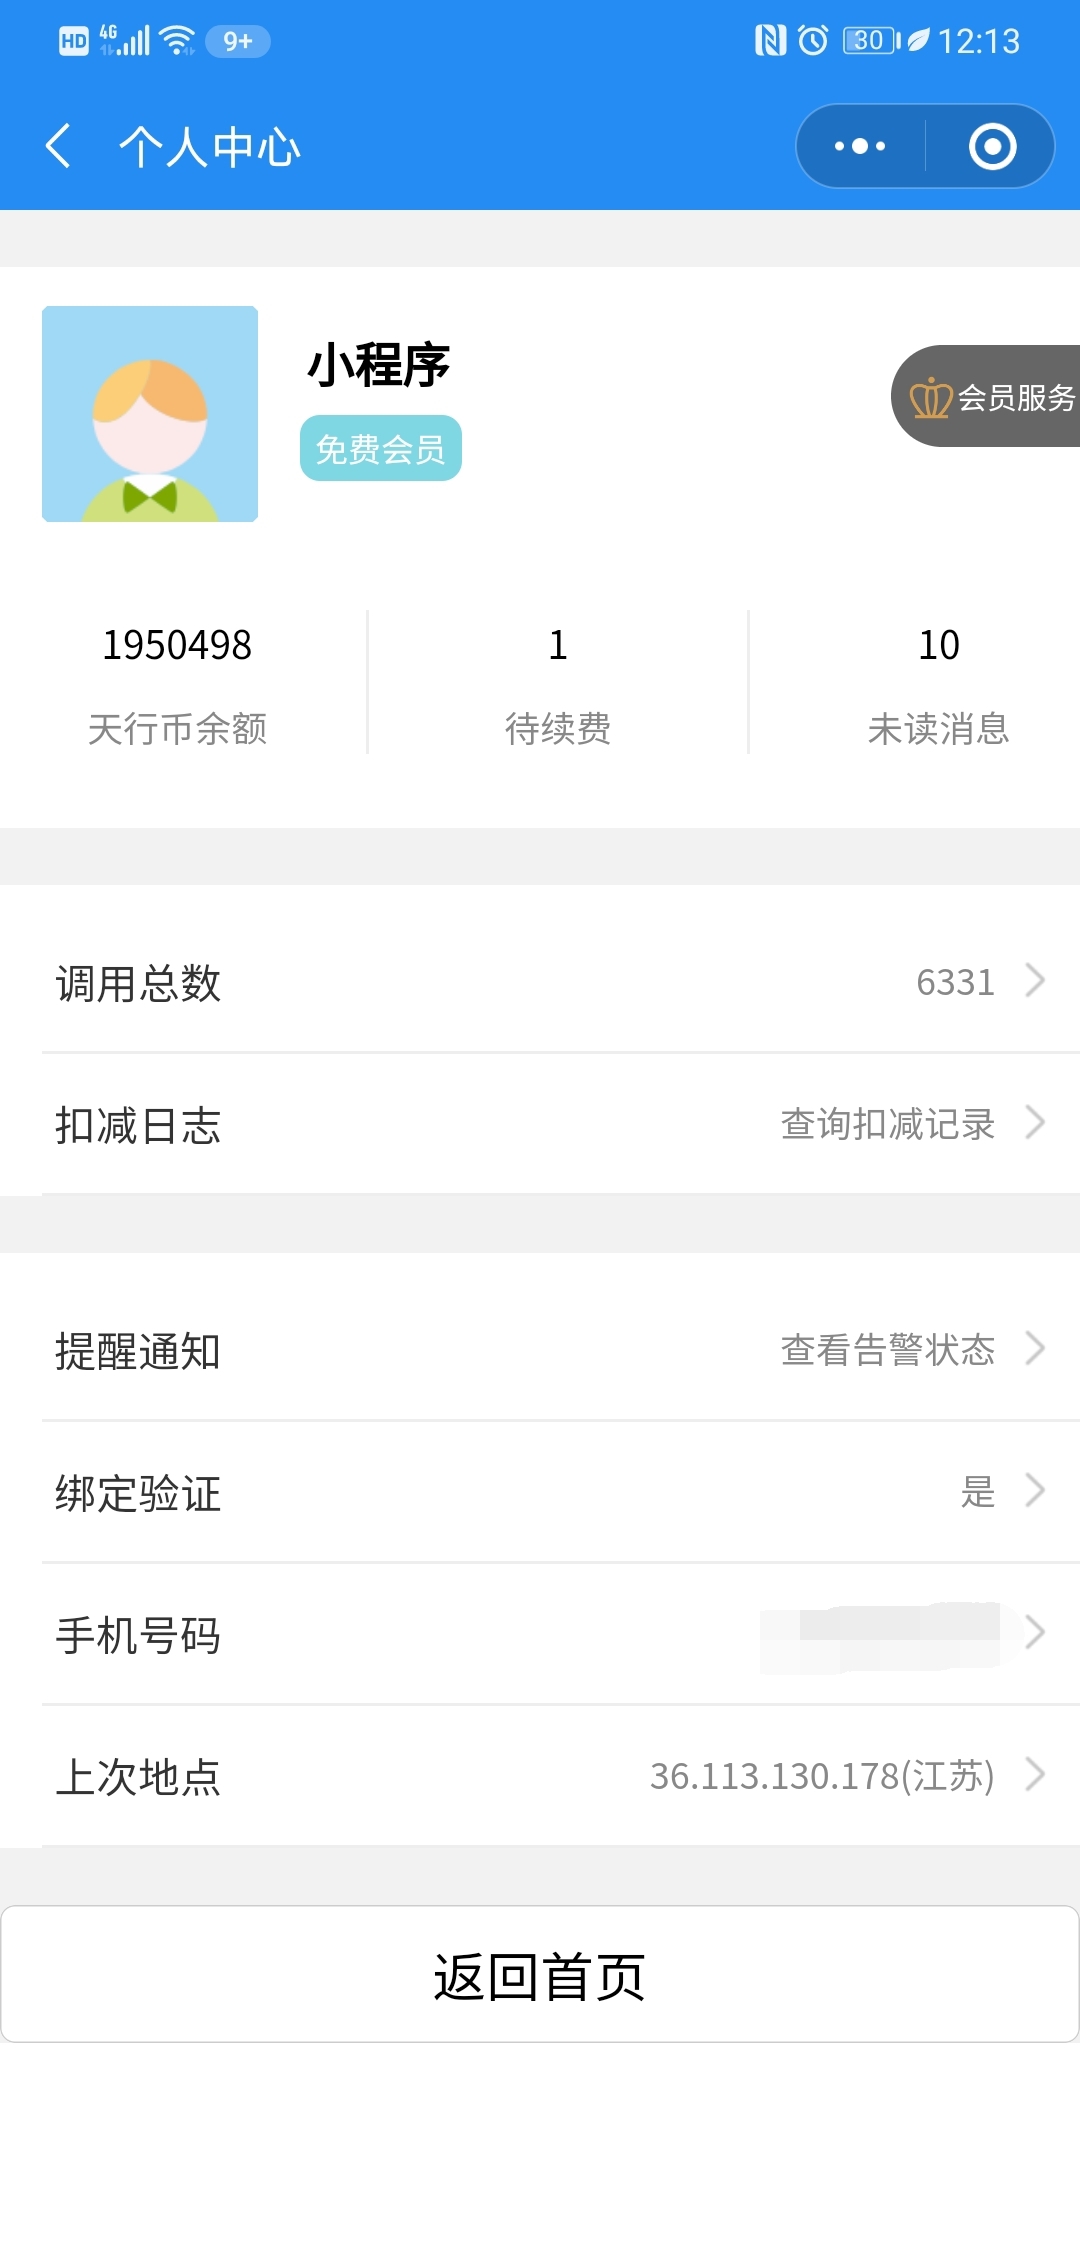 HD 4G 9+ 30 12:13
个人中心
小程序
免费会员
会员服务
1950498 1 10
天行币余额 待续费 未读消息
调用总数 6331
扣减日志 查询扣减记录
提醒通知 查看告警状态
绑定验证 是
手机号码
上次地点 36.113.130.178(江苏)
返回首页